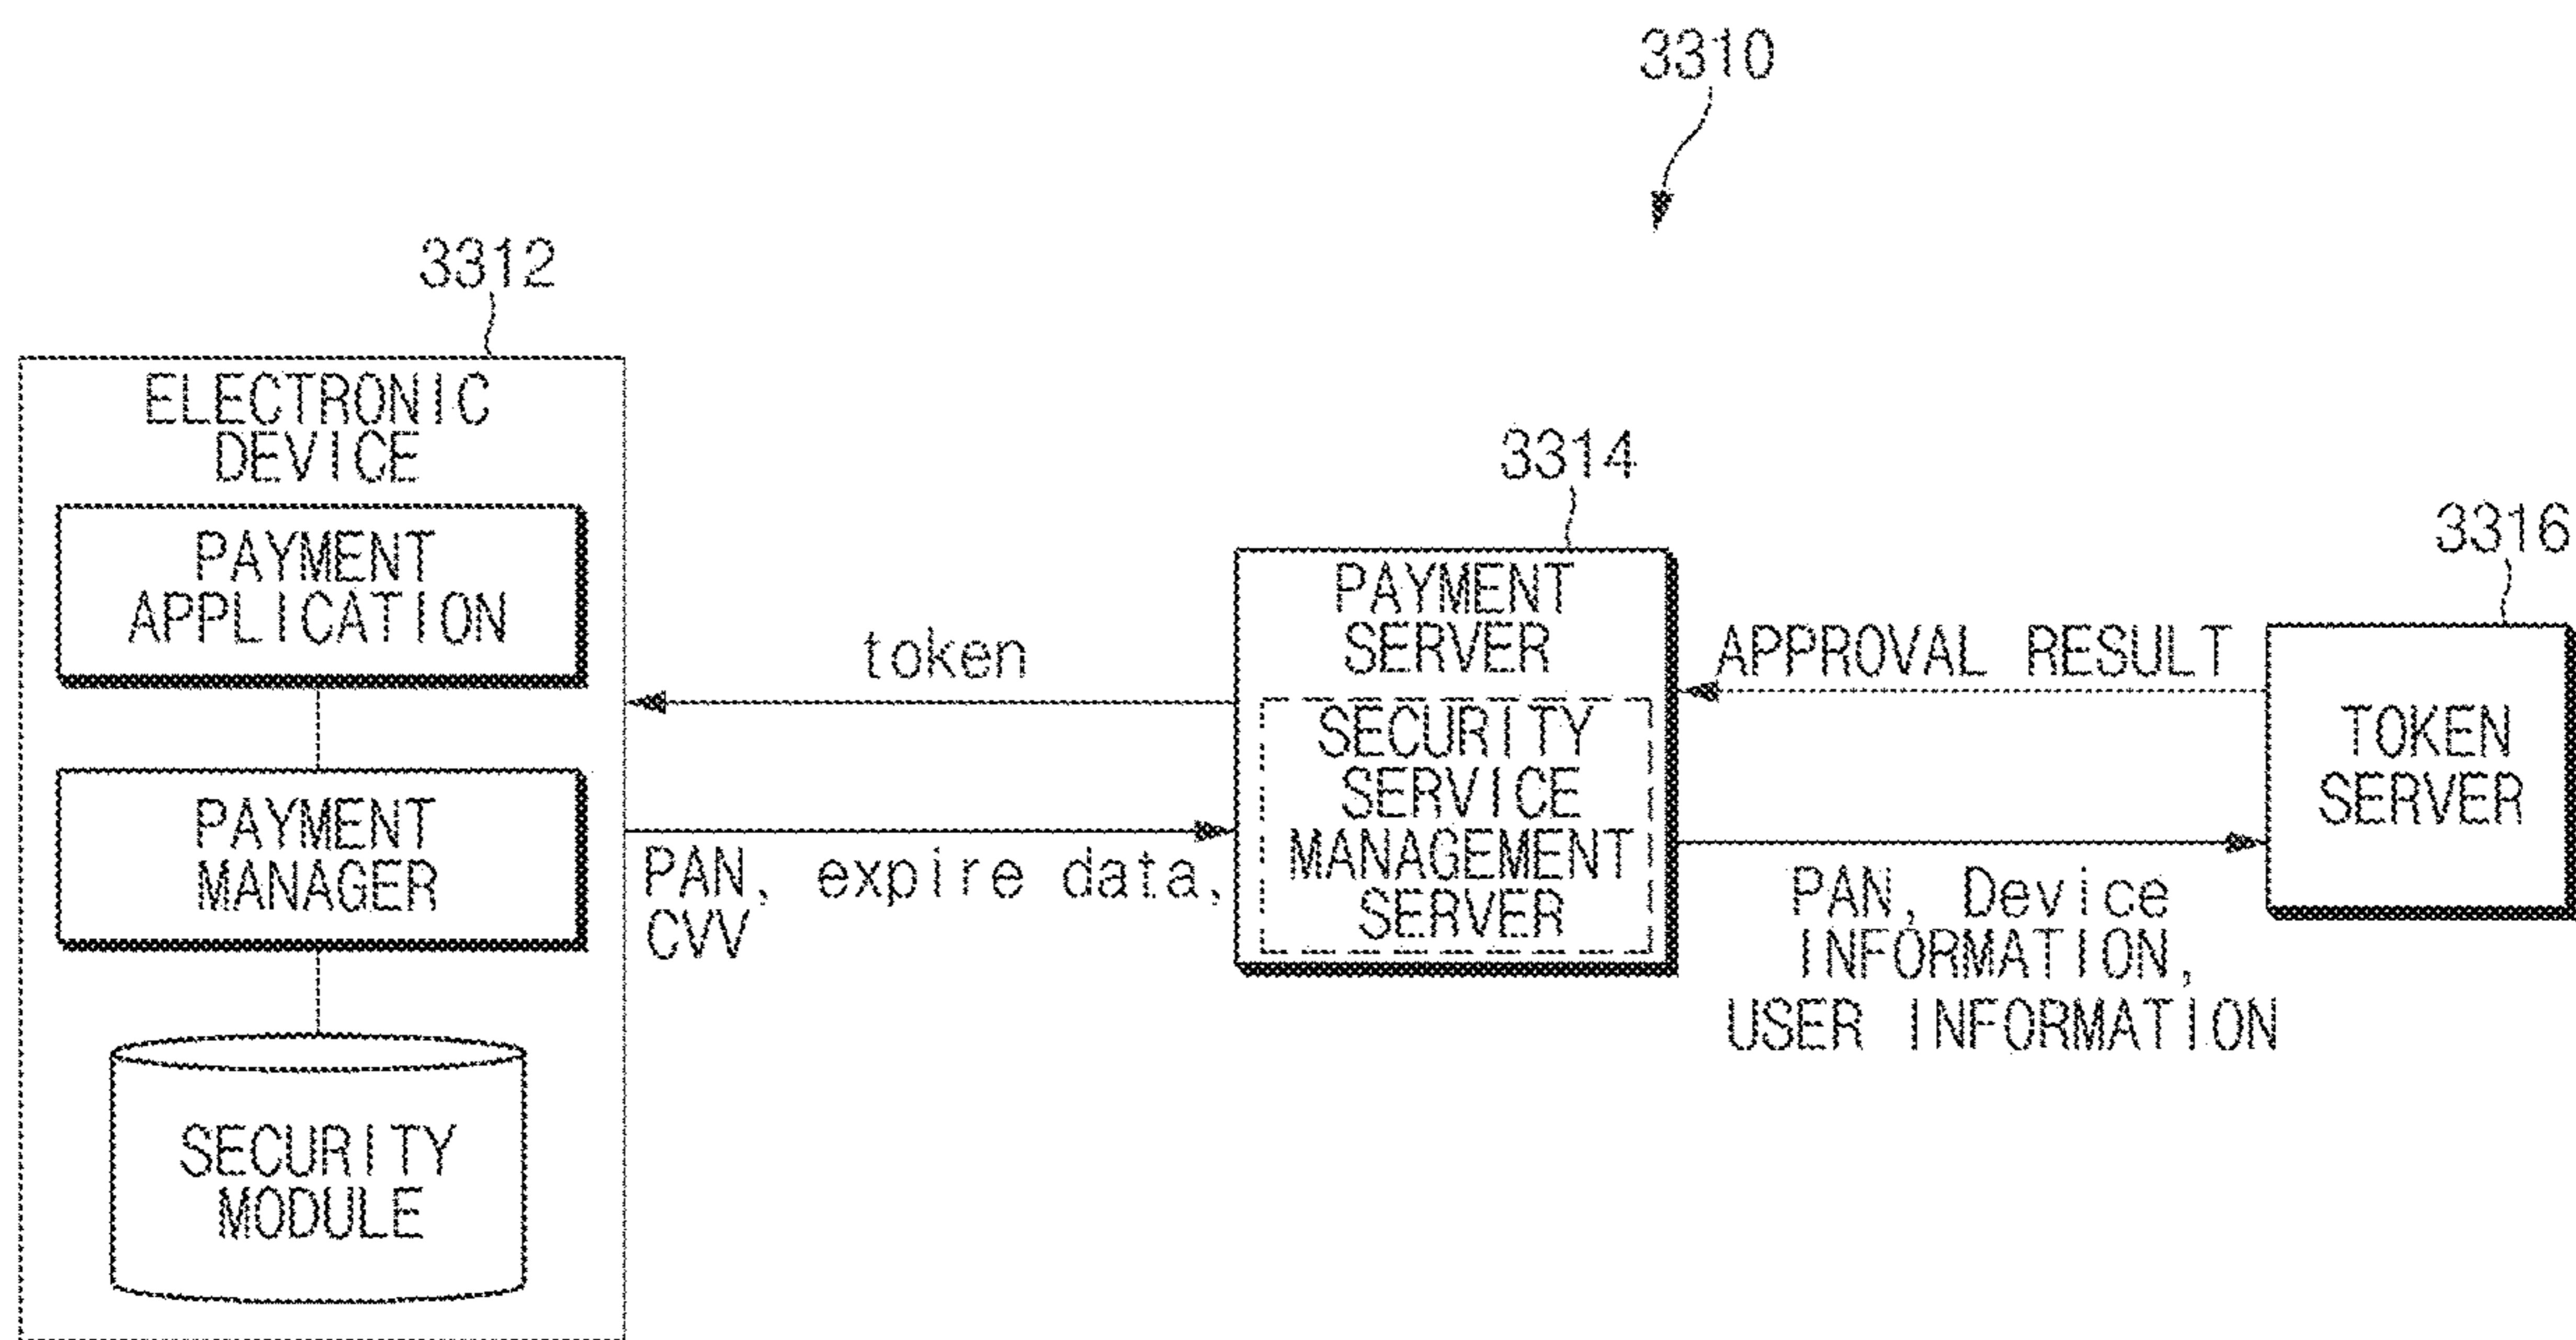 3310
3312
ELECTRONIC
DEVICE
PAYMENT
APPLICATION
PAYMENT
MANAGER
SECURITY
MODULE
token
PAN, expire data,
CVV
3314
PAYMENT
SERVER
SECURITY
SERVICE
MANAGEMENT
SERVER
APPROVAL RESULT
PAN, Device
INFORMATION,
USER INFORMATION
3316
TOKEN
SERVER